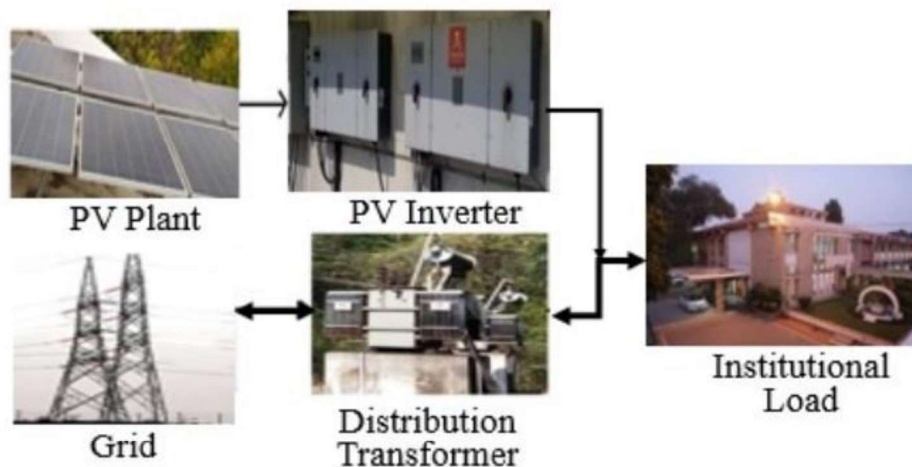 PV Plant
PV Inverter
Grid
Distribution
Transformer
Institutional
Load